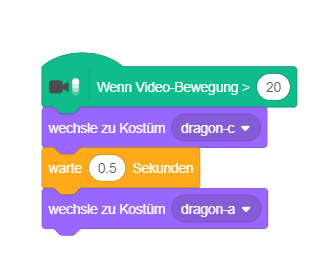 Wenn Video-Bewegung > 20
wechsle zu Kostüm dragon-c
warte 0.5 Sekunden
wechsle zu Kostüm dragon-a